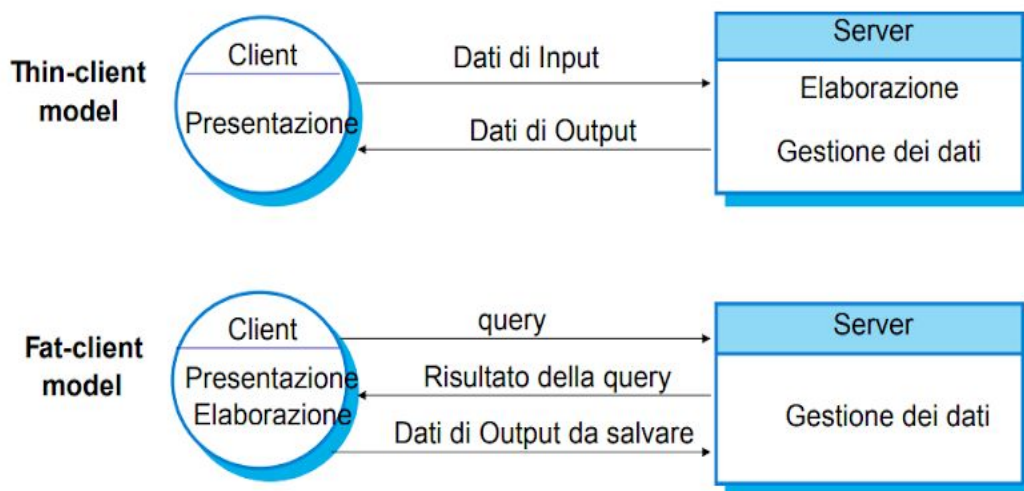 Thin-client
model
Client
Presentazione
Dati di Input
Dati di Output
Server
Elaborazione
Gestione dei dati
Fat-client
model
Client
Presentazione
Elaborazione
query
Risultato della query
Dati di Output da salvare
Server
Gestione dei dati